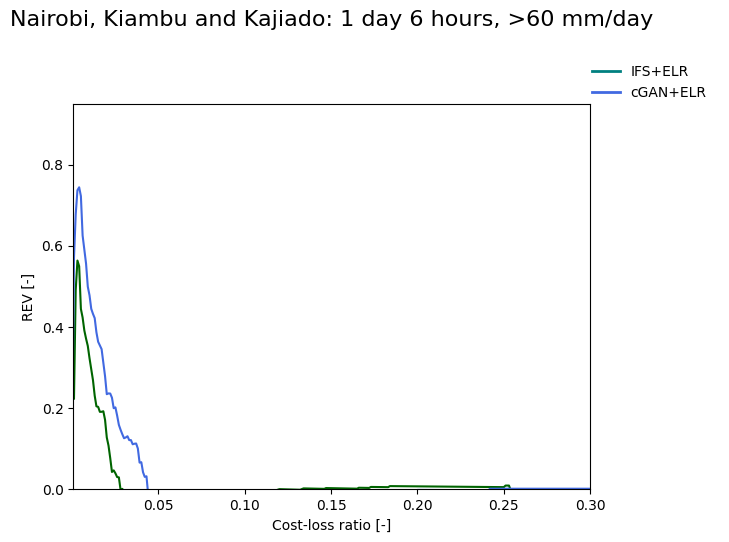 Nairobi, Kiambu and Kajiado: 1 day 6 hours, >60 mm/day
IFS+ELR
cGAN+ELR
0.8
0.6
0.4
0.2
0.0
REV [-]
0.05 0.10 0.15 0.20 0.25 0.30
Cost-loss ratio [-]